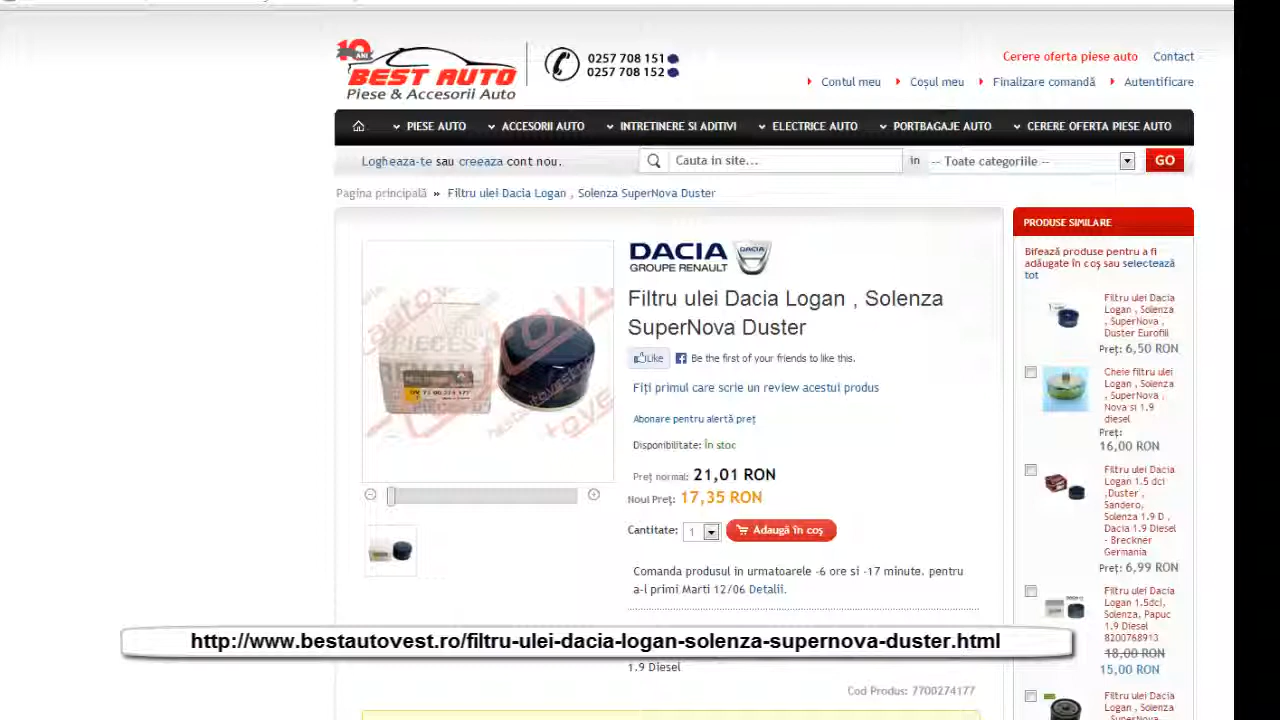 10 ANI
BEST AUTO
Piese & Accesorii Auto
0257 708 151
0257 708 152
Cerere oferta piese auto
Contact
Contul meu
Coșul meu
Finalizare comandă
Autentificare
PIESE AUTO
ACCESORII AUTO
INTRETINERE SI ADITIVI
ELECTRICE AUTO
PORTBAGAJE AUTO
CERERE OFERTA PIESE AUTO
Logheaza-te sau creeaza cont nou.
Cauta in site...
in
-- Toate categoriile --
GO
Pagina principală » Filtru ulei Dacia Logan , Solenza SuperNova Duster
DACIA
GROUPE RENAULT
DACIA
Filtru ulei Dacia Logan , Solenza
SuperNova Duster
Like
Be the first of your friends to like this.
Fiți primul care scrie un review acestui produs
Abonare pentru alertă preț
Disponibilitate: În stoc
Preț normal: 21,01 RON
Noul Preț: 17,35 RON
Cantitate: 1
Adaugă în coș
Comanda produsul in urmatoarele -6 ore si -17 minute. pentru
a-l primi Marti 12/06 Detalii.
http://www.bestautovest.ro/filtru-ulei-dacia-logan-solenza-supernova-duster.html
1.9 Diesel
Cod Produs: 7700274177
PRODUSE SIMILARE
Bifează produse pentru a fi
adăugate în coș sau selectează
tot
Filtru ulei Dacia
Logan , Solenza
, SuperNova ,
Duster Eurofill
Preț: 6,50 RON
Cheie filtru ulei
Logan , Solenza
, SuperNova ,
Nova si 1.9
diesel
Preț:
16,00 RON
Filtru ulei Dacia
Logan 1.5 dci
,Duster ,
Sandero,
Solenza 1.9 D ,
Dacia 1.9 Diesel
- Breckner
Germania
Preț: 6,99 RON
Filtru ulei Dacia
Logan 1.5dci,
Solenza, Papuc
1.9 Diesel
8200768913
18,00 RON
15,00 RON
Filtru ulei Dacia
Logan , Solenza